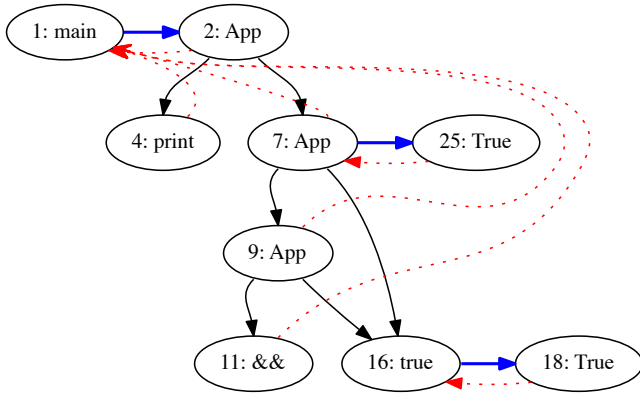 1: main
2: App
4: print
7: App
25: True
9: App
11: &&
16: true
18: True